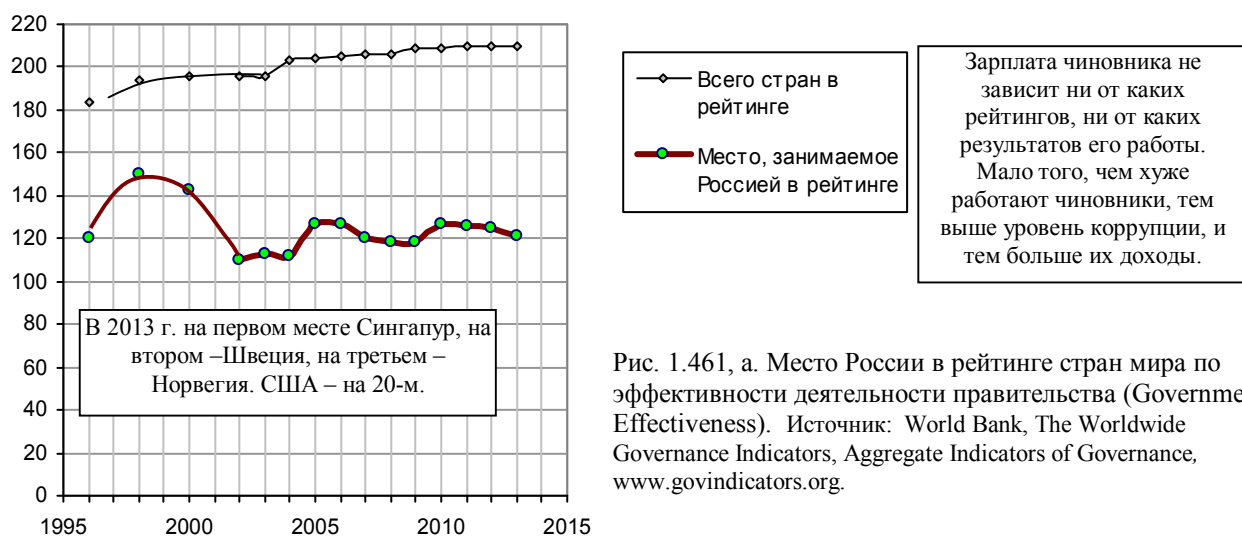 220
200
180
160
140
120
100
80
60
40
20
0
1995
2000
2005
2010
2015
В 2013 г. на первом месте Сингапур, на
втором –Швеция, на третьем –
Норвегия. США – на 20-м.
Всего стран в
рейтинге
Место, занимаемое
Россией в рейтинге
Зарплата чиновника не
зависит ни от каких
рейтингов, ни от каких
результатов его работы.
Мало того, чем хуже
работают чиновники, тем
выше уровень коррупции, и
тем больше их доходы.
Рис. 1.461, а. Место России в рейтинге стран мира по
эффективности деятельности правительства (Governme
Effectiveness). Источник: World Bank, The Worldwide
Governance Indicators, Aggregate Indicators of Governance,
www.govindicators.org.